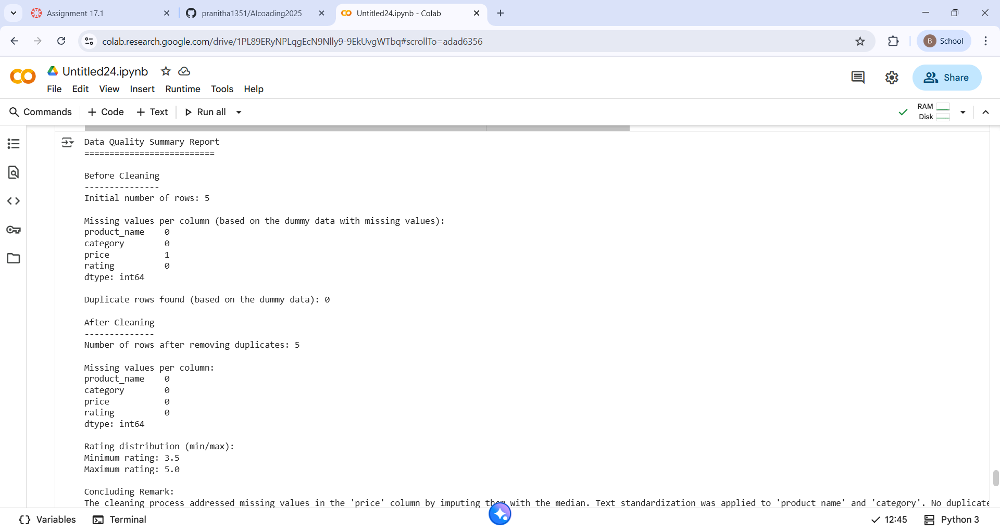 Assignment 17.1
pranitha1351/AIcoading2025
Untitled24.ipynb - Colab
colab.research.google.com/drive/1PL89ERyNPLqgEcN9Nlly9-9EkUvgWTbq#scrollTo=adad6356
B School
CO Untitled24.ipynb
File Edit View Insert Runtime Tools Help
Share
Commands + Code + Text Run all
RAM
Disk
Data Quality Summary Report
==========================
Before Cleaning
---------------
Initial number of rows: 5
Missing values per column (based on the dummy data with missing values):
product_name 0
category 0
price 1
rating 0
dtype: int64
Duplicate rows found (based on the dummy data): 0
After Cleaning
--------------
Number of rows after removing duplicates: 5
Missing values per column:
product_name 0
category 0
price 0
rating 0
dtype: int64
Rating distribution (min/max):
Minimum rating: 3.5
Maximum rating: 5.0
Concluding Remark:
The cleaning process addressed missing values in the 'price' column by imputing them with the median. Text standardization was applied to 'product name' and 'category'. No duplicate
{} Variables Terminal
12:45 Python 3